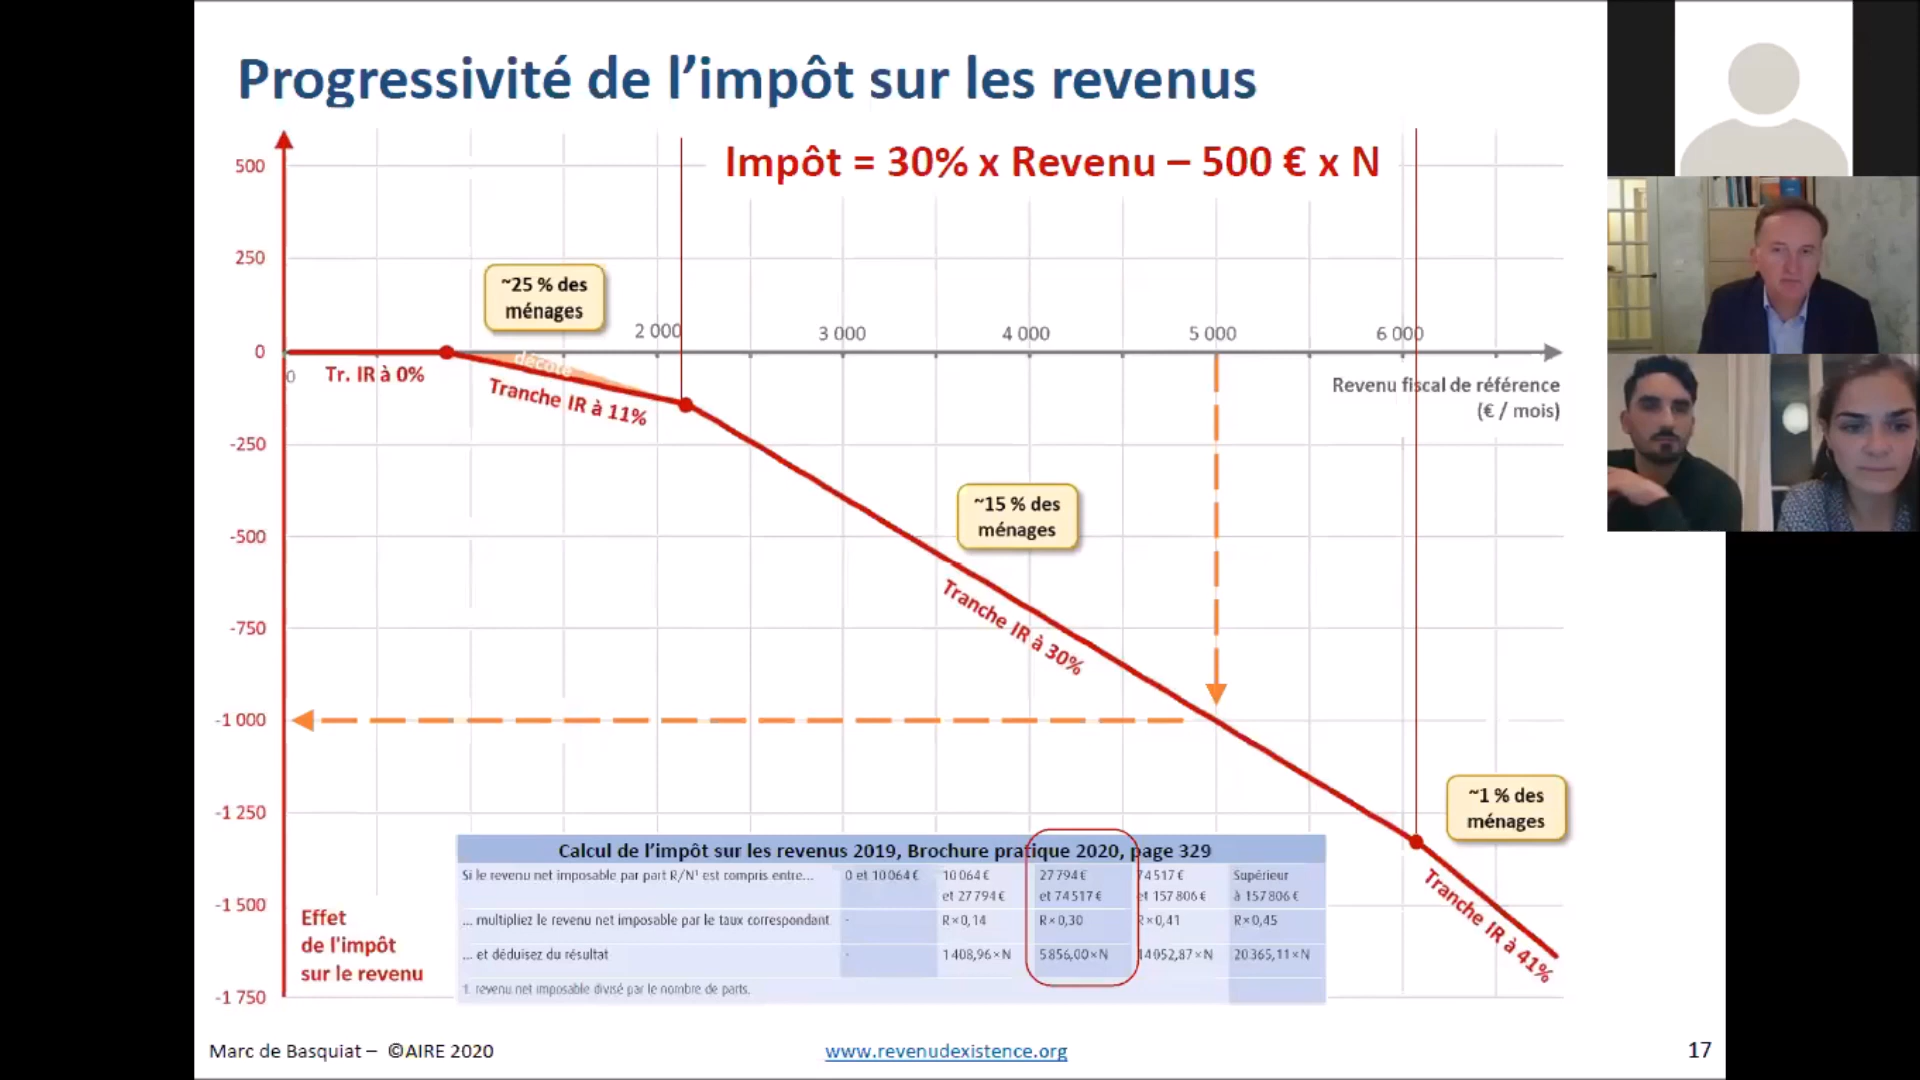 Progressivité de l'impôt sur les revenus
Impôt = 30% x Revenu – 500 € x N
500
250
0
-250
-500
-750
-1 000
-1 250
-1 500
-1 750
0
2 000
3 000
4 000
5 000
6 000
~25 % des
ménages
décote
Tr. IR à 0%
Tranche IR à 11%
Revenu fiscal de référence
(€ / mois)
~15 % des
ménages
Tranche IR à 30%
~1 % des
ménages
Tranche IR à 41%
Effet
de l'impôt
sur le revenu
Calcul de l'impôt sur les revenus 2019, Brochure pratique 2020, page 329
Si le revenu net imposable par part R/N¹ est compris entre... 0 et 10 064 € 10 064 € 27 794 € 74 517 € Supérieur
et 27 794 € et 74 517 € et 157 806 € à 157 806 €
... multipliez le revenu net imposable par le taux correspondant - R × 0,14 R × 0,30 R × 0,41 R × 0,45
... et déduisez du résultat - 1 408,96 × N 5 856,00 × N 14 052,87 × N 20 365,11 × N
1. revenu net imposable divisé par le nombre de parts.
Marc de Basquiat – ©AIRE 2020
www.revenudexistence.org
17